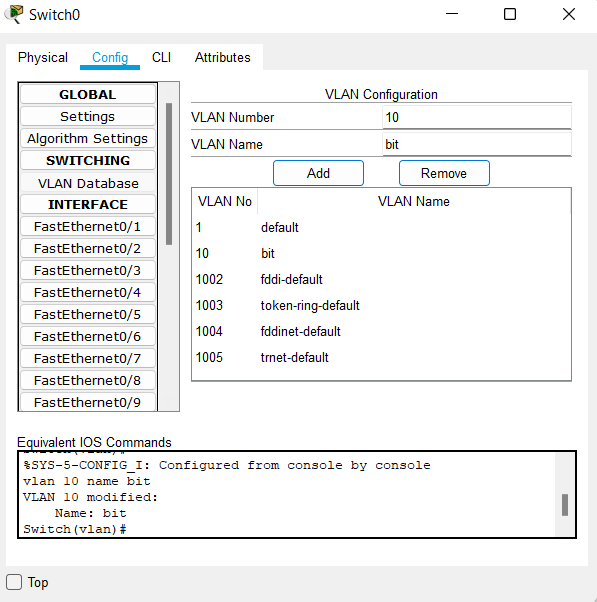 Switch0
Physical Config CLI Attributes
GLOBAL
Settings
Algorithm Settings
SWITCHING
VLAN Database
INTERFACE
FastEthernet0/1
FastEthernet0/2
FastEthernet0/3
FastEthernet0/4
FastEthernet0/5
FastEthernet0/6
FastEthernet0/7
FastEthernet0/8
FastEthernet0/9
VLAN Configuration
VLAN Number 10
VLAN Name bit
Add Remove
VLAN No VLAN Name
1 default
10 bit
1002 fddi-default
1003 token-ring-default
1004 fddinet-default
1005 trnet-default
Equivalent IOS Commands
Switch(vlan)#
%SYS-5-CONFIG_I: Configured from console by console
vlan 10 name bit
VLAN 10 modified:
Name: bit
Switch(vlan)#
Top